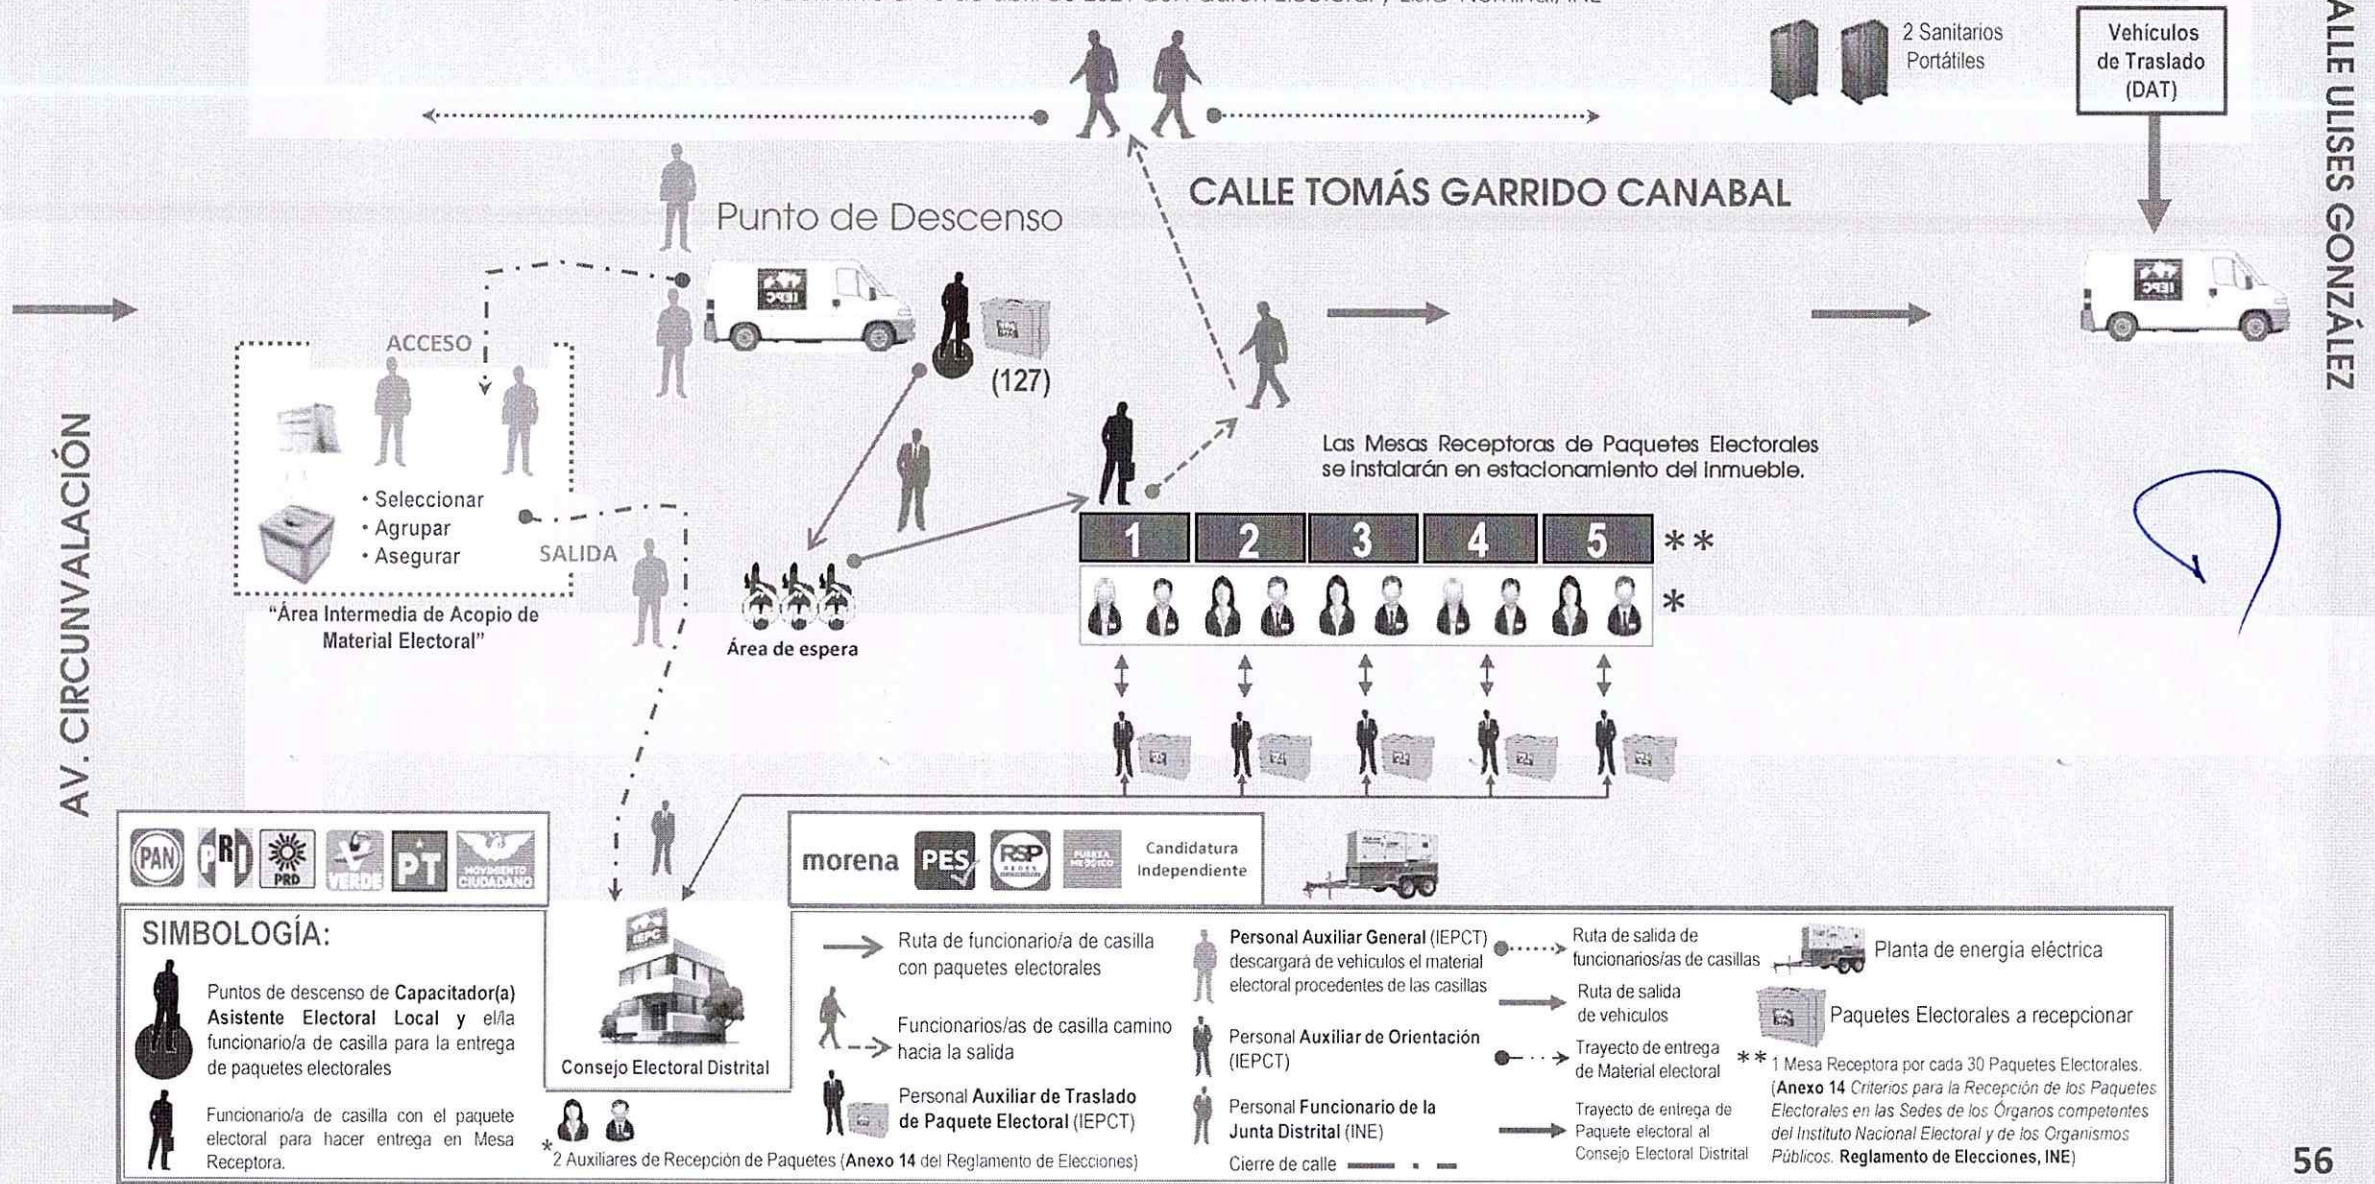 2 Sanitarios
Portátiles
Vehículos
de Traslado
(DAT)
ALLE ULISES GONZÁLEZ
CALLE TOMÁS GARRIDO CANABAL
Punto de Descenso
ACCESO
(127)
Las Mesas Receptoras de Paquetes Electorales
se instalarán en estacionamiento del inmueble.
AV. CIRCUNVALACIÓN
• Seleccionar
• Agrupar
• Asegurar
SALIDA
"Área Intermedia de Acopio de
Material Electoral"
Área de espera
1 2 3 4 5 **
*
PAN PRI PRD VERDE PT MOVIMIENTO CIUDADANO
morena PES RSP FUERZA MÉXICO
Candidatura
Independiente
SIMBOLOGÍA:
Puntos de descenso de Capacitador(a)
Asistente Electoral Local y el/la
funcionario/a de casilla para la entrega
de paquetes electorales
Funcionario/a de casilla con el paquete
electoral para hacer entrega en Mesa
Receptora.
IEPC
Consejo Electoral Distrital
*2 Auxiliares de Recepción de Paquetes (Anexo 14 del Reglamento de Elecciones)
Ruta de funcionario/a de casilla
con paquetes electorales
Funcionarios/as de casilla camino
hacia la salida
Personal Auxiliar de Traslado
de Paquete Electoral (IEPCT)
Personal Auxiliar General (IEPCT)
descargará de vehículos el material
electoral procedentes de las casillas
Personal Auxiliar de Orientación
(IEPCT)
Personal Funcionario de la
Junta Distrital (INE)
Cierre de calle
Ruta de salida de
funcionarios/as de casillas
Ruta de salida
de vehículos
Trayecto de entrega
de Material electoral
Trayecto de entrega de
Paquete electoral al
Consejo Electoral Distrital
Planta de energía eléctrica
Paquetes Electorales a recepcionar
** 1 Mesa Receptora por cada 30 Paquetes Electorales.
(Anexo 14 Criterios para la Recepción de los Paquetes
Electorales en las Sedes de los Órganos competentes
del Instituto Nacional Electoral y de los Organismos
Públicos. Reglamento de Elecciones, INE)
56